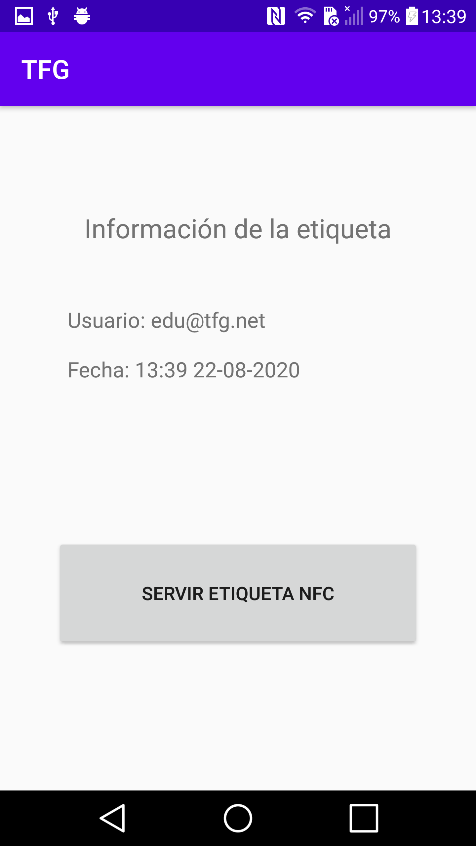 97% 13:39
TFG
Información de la etiqueta
Usuario: edu@tfg.net
Fecha: 13:39 22-08-2020
SERVIR ETIQUETA NFC